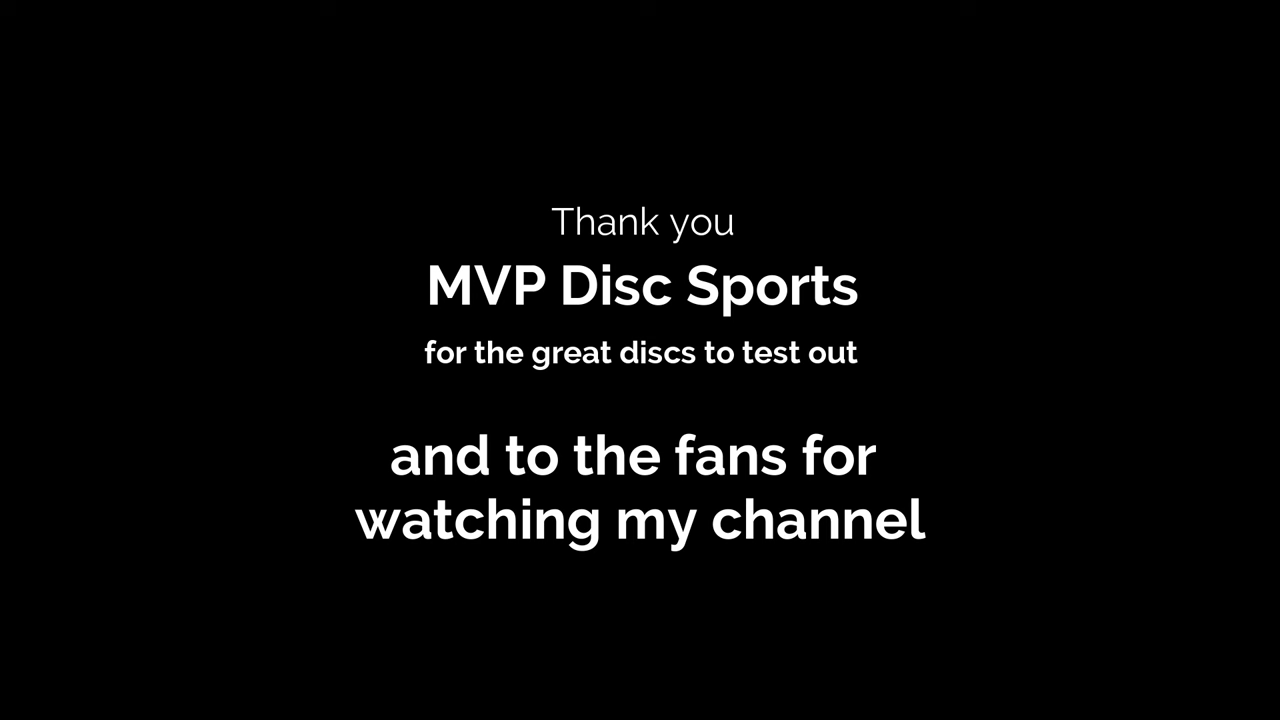 Thank you
MVP Disc Sports
for the great discs to test out
and to the fans for
watching my channel